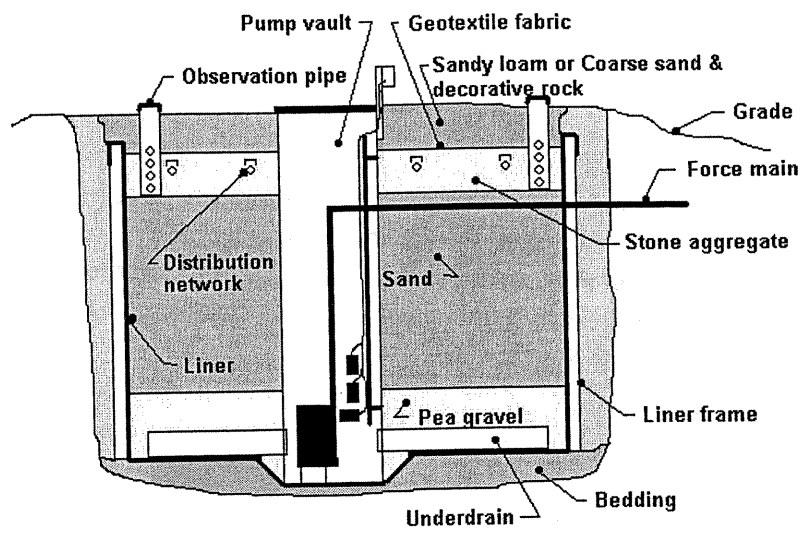 Pump vault
Geotextile fabric
Observation pipe
Sandy loam or Coarse sand &
decorative rock
Grade
Force main
Stone aggregate
Distribution
network
Sand
Liner
Pea gravel
Liner frame
Bedding
Underdrain